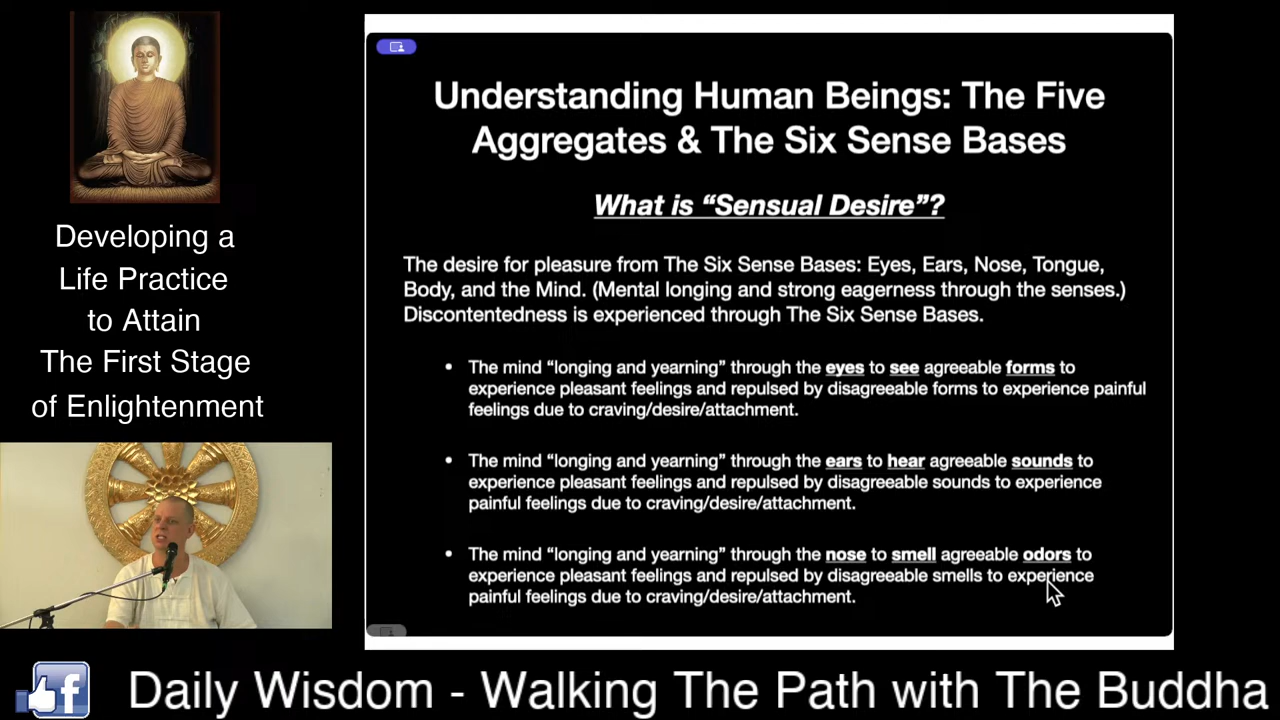 Developing a
Life Practice
to Attain
The First Stage
of Enlightenment
Understanding Human Beings: The Five
Aggregates & The Six Sense Bases
What is “Sensual Desire”?
The desire for pleasure from The Six Sense Bases: Eyes, Ears, Nose, Tongue,
Body, and the Mind. (Mental longing and strong eagerness through the senses.)
Discontentedness is experienced through The Six Sense Bases.
• The mind “longing and yearning” through the eyes to see agreeable forms to
experience pleasant feelings and repulsed by disagreeable forms to experience painful
feelings due to craving/desire/attachment.
• The mind “longing and yearning” through the ears to hear agreeable sounds to
experience pleasant feelings and repulsed by disagreeable sounds to experience
painful feelings due to craving/desire/attachment.
• The mind “longing and yearning” through the nose to smell agreeable odors to
experience pleasant feelings and repulsed by disagreeable smells to experience
painful feelings due to craving/desire/attachment.
f
Daily Wisdom - Walking The Path with The Buddha